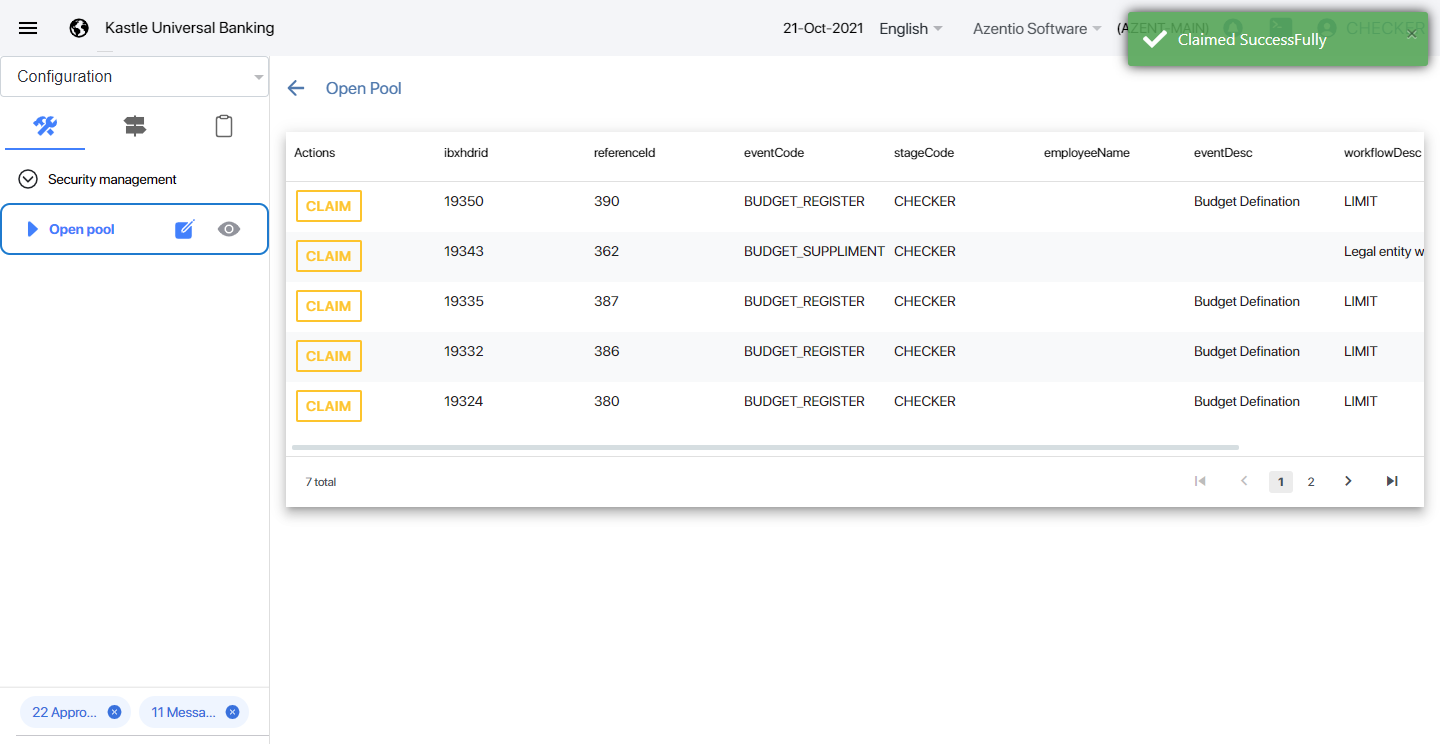 Kastle Universal Banking
21-Oct-2021
English
Azentio Software
(AZENT-MAIN)
CHECKER
Claimed SuccessFully
Configuration
Security management
Open pool
Open Pool
Actions ibxhdrid referenceId eventCode stageCode employeeName eventDesc workflowDesc
CLAIM 19350 390 BUDGET_REGISTER CHECKER Budget Defination LIMIT
CLAIM 19343 362 BUDGET_SUPPLIMENT CHECKER Legal entity w
CLAIM 19335 387 BUDGET_REGISTER CHECKER Budget Defination LIMIT
CLAIM 19332 386 BUDGET_REGISTER CHECKER Budget Defination LIMIT
CLAIM 19324 380 BUDGET_REGISTER CHECKER Budget Defination LIMIT
7 total
1 2
22 Appro... 11 Messa...